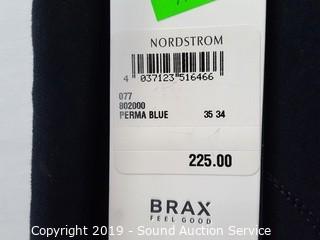 NORDSTROM
4 037123 516466
077
802000
PERMA BLUE 35 34
225.00
BRAX
FEEL GOOD
Copyright 2019 - Sound Auction Service